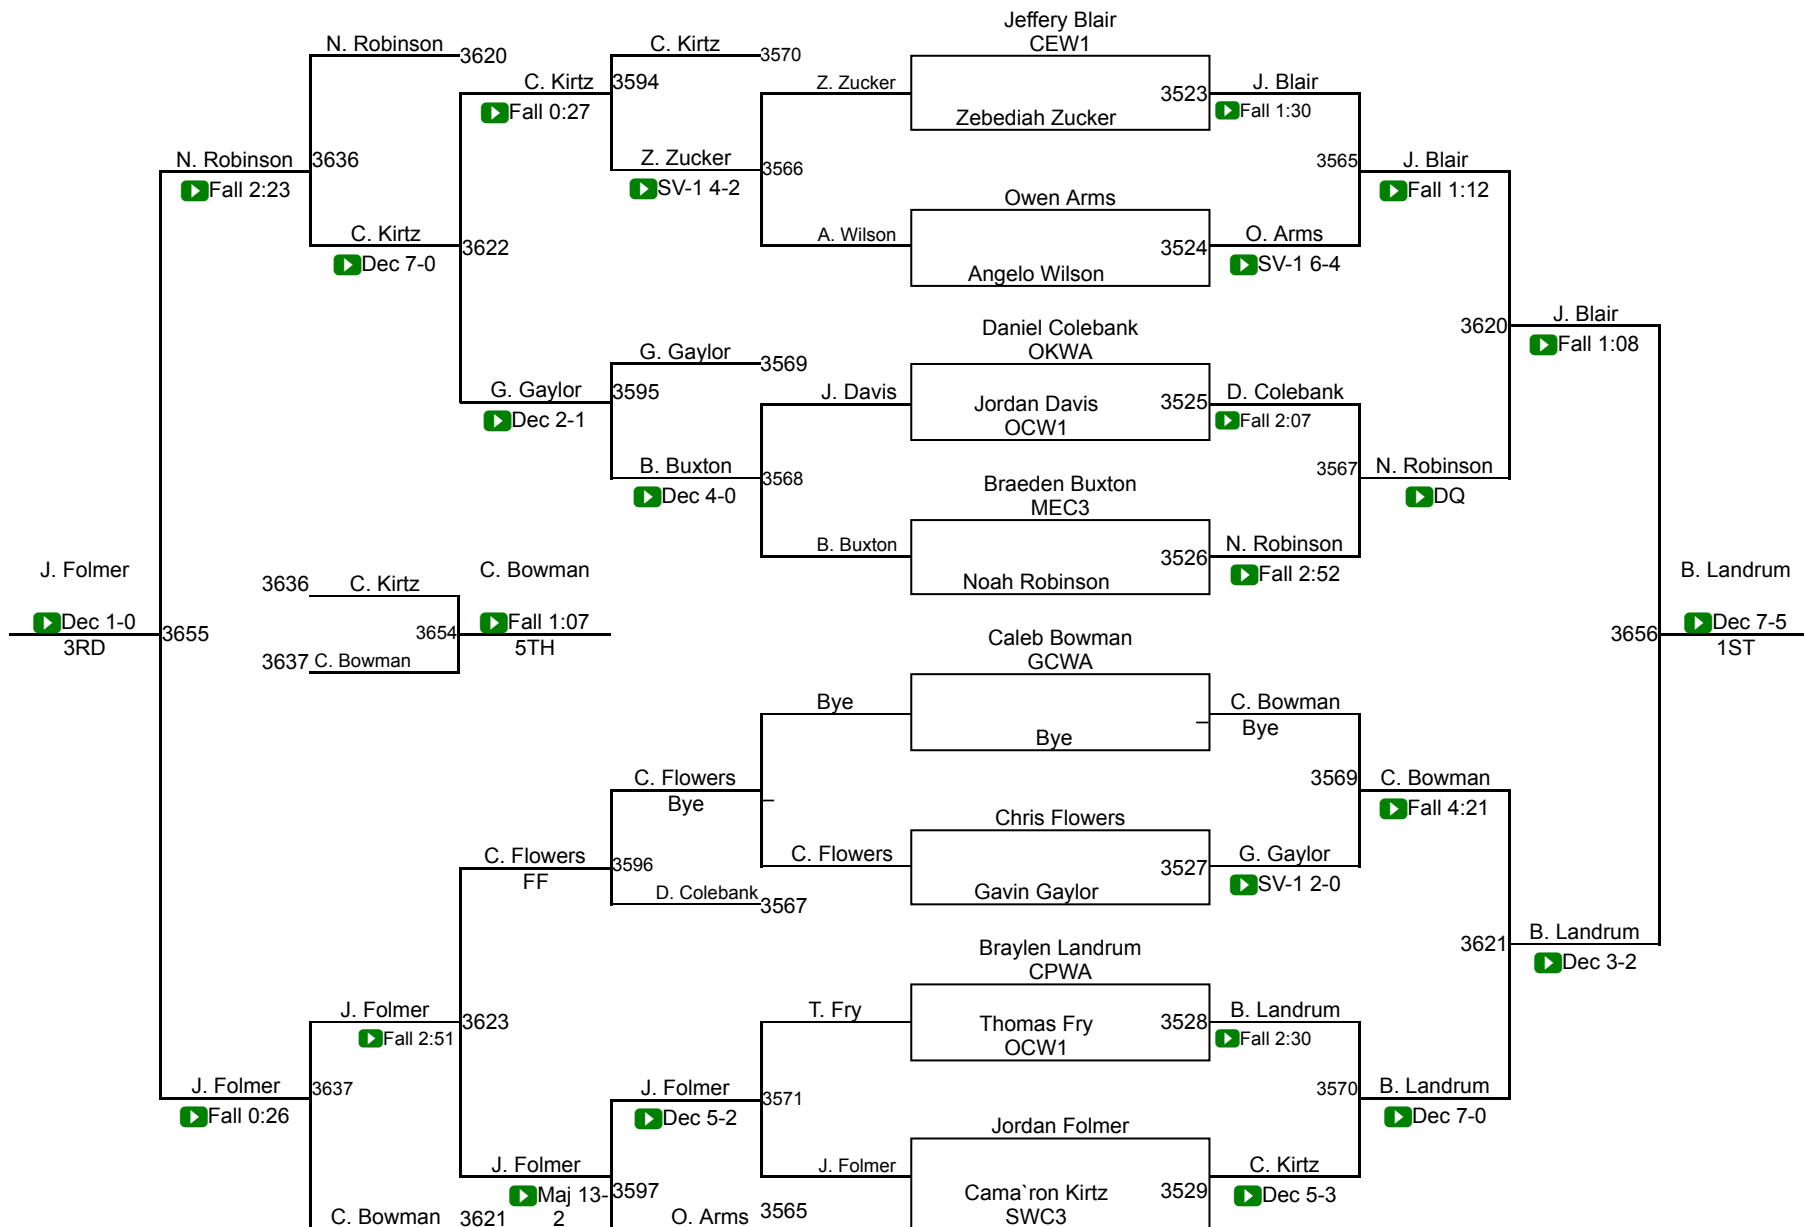 Jeffery Blair
CEW1
N. Robinson
3620
C. Kirtz
3570
C. Kirtz
3594
Z. Zucker
3523
J. Blair
Fall 0:27
Zebediah Zucker
Fall 1:30
N. Robinson
3636
Z. Zucker
3566
3565
J. Blair
Fall 2:23
SV-1 4-2
Owen Arms
Fall 1:12
C. Kirtz
3622
A. Wilson
3524
O. Arms
Dec 7-0
Angelo Wilson
SV-1 6-4
Daniel Colebank
OKWA
3620
J. Blair
Fall 1:08
G. Gaylor
3569
G. Gaylor
3595
J. Davis
Jordan Davis
OCW1
3525
D. Colebank
Dec 2-1
Fall 2:07
B. Buxton
3568
3567
N. Robinson
Dec 4-0
Braeden Buxton
MEC3
DQ
B. Buxton
3526
N. Robinson
Noah Robinson
Fall 2:52
J. Folmer
3636
C. Kirtz
C. Bowman
B. Landrum
Dec 1-0
3RD
3655
3654
Fall 1:07
5TH
3656
Dec 7-5
1ST
3637
C. Bowman
Caleb Bowman
GCWA
Bye
C. Bowman
Bye
Bye
C. Flowers
Bye
3569
C. Bowman
Fall 4:21
Chris Flowers
C. Flowers
FF
3596
C. Flowers
3527
G. Gaylor
D. Colebank
3567
Gavin Gaylor
SV-1 2-0
Braylen Landrum
CPWA
3621
B. Landrum
Dec 3-2
J. Folmer
3623
T. Fry
Thomas Fry
OCW1
3528
B. Landrum
Fall 2:51
Fall 2:30
J. Folmer
3637
J. Folmer
3571
3570
B. Landrum
Fall 0:26
Dec 5-2
Jordan Folmer
Dec 7-0
J. Folmer
3597
J. Folmer
3529
C. Kirtz
Maj 13-
2
Cama`ron Kirtz
SWC3
Dec 5-3
C. Bowman
3621
O. Arms
3565